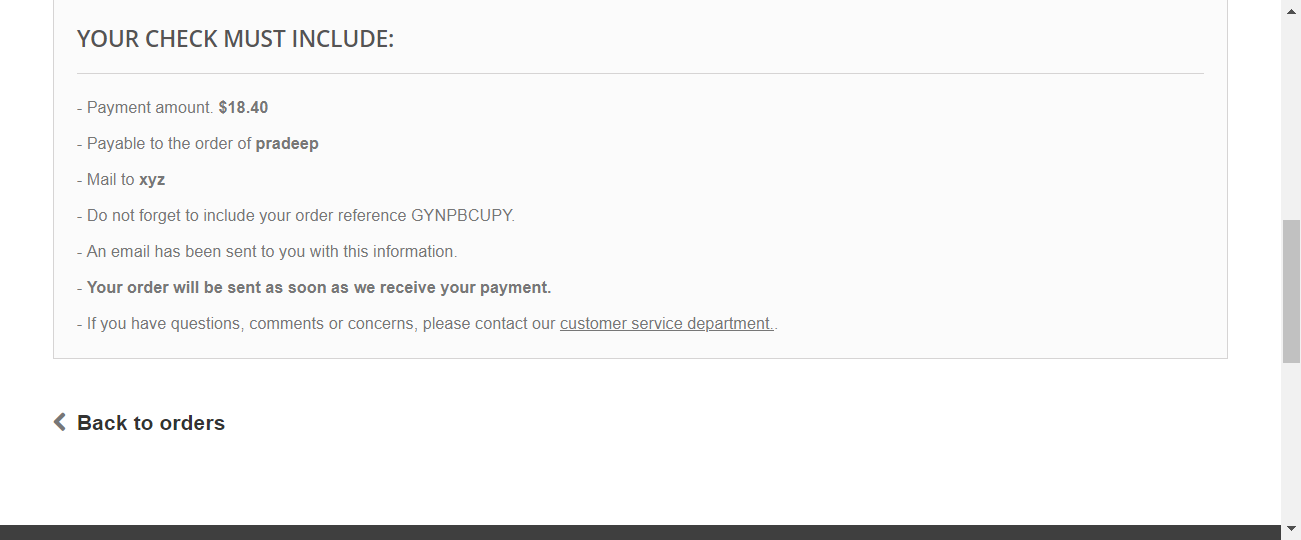 YOUR CHECK MUST INCLUDE:
- Payment amount. $18.40
- Payable to the order of pradeep
- Mail to xyz
- Do not forget to include your order reference GYNPBCUPY.
- An email has been sent to you with this information.
- Your order will be sent as soon as we receive your payment.
- If you have questions, comments or concerns, please contact our customer service department..
Back to orders